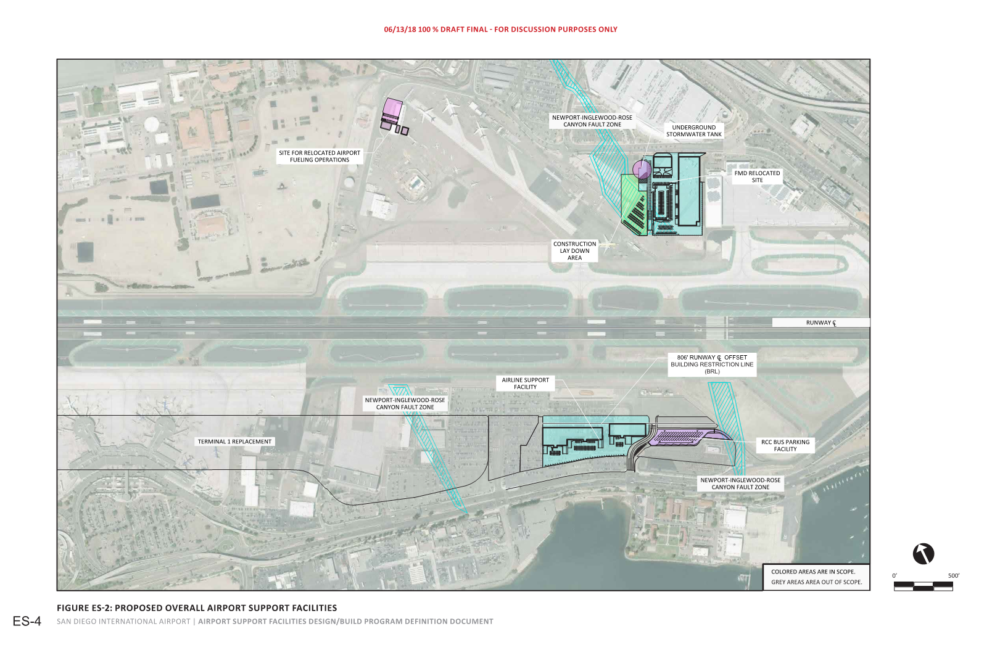 06/13/18 100 % DRAFT FINAL - FOR DISCUSSION PURPOSES ONLY
NEWPORT-INGLEWOOD-ROSE
CANYON FAULT ZONE
UNDERGROUND
STORMWATER TANK
SITE FOR RELOCATED AIRPORT
FUELING OPERATIONS
FMD RELOCATED
SITE
CONSTRUCTION
LAY DOWN
AREA
RUNWAY ℄
806' RUNWAY ℄ OFFSET
BUILDING RESTRICTION LINE
(BRL)
AIRLINE SUPPORT
FACILITY
NEWPORT-INGLEWOOD-ROSE
CANYON FAULT ZONE
TERMINAL 1 REPLACEMENT
RCC BUS PARKING
FACILITY
NEWPORT-INGLEWOOD-ROSE
CANYON FAULT ZONE
COLORED AREAS ARE IN SCOPE.
GREY AREAS AREA OUT OF SCOPE.
0' 500'
FIGURE ES-2: PROPOSED OVERALL AIRPORT SUPPORT FACILITIES
ES-4 SAN DIEGO INTERNATIONAL AIRPORT | AIRPORT SUPPORT FACILITIES DESIGN/BUILD PROGRAM DEFINITION DOCUMENT